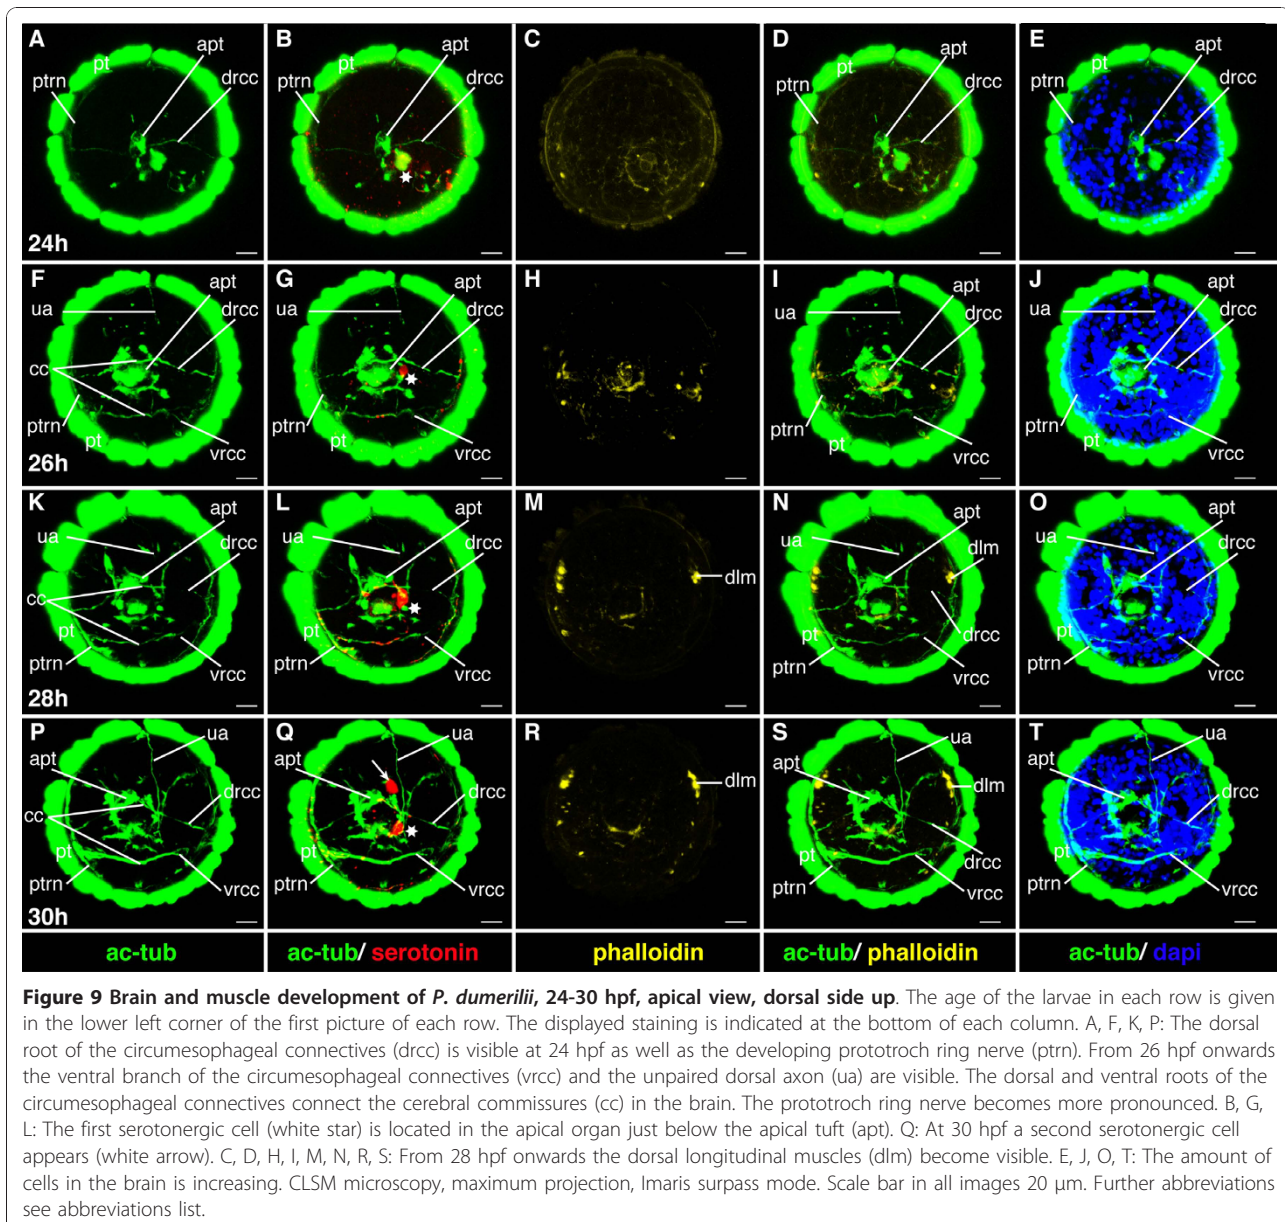 A
apt
drcc
ptrn
pt
24h
B
apt
drcc
ptrn
pt
C
D
apt
drcc
ptrn
pt
E
apt
drcc
F
apt
ua
drcc
cc
ptrn
pt
vrcc
26h
G
apt
ua
drcc
ptrn
vrcc
H
I
apt
ua
drcc
ptrn
pt
vrcc
J
ua
drcc
ptrn
pt
vrcc
K
apt
ua
drcc
cc
pt
ptrn
vrcc
28h
L
apt
ua
drcc
pt
ptrn
vrcc
M
dlm
N
apt
ua
dlm
pt
drcc
ptrn
vrcc
O
apt
ua
drcc
pt
ptrn
vrcc
P
ua
apt
drcc
cc
pt
ptrn
vrcc
30h
Q
ua
apt
drcc
pt
ptrn
vrcc
R
dlm
S
ua
apt
dlm
pt
drcc
ptrn
vrcc
T
ua
apt
drcc
pt
ptrn
vrcc
ac-tub
ac-tub/ serotonin
phalloidin
ac-tub/ phalloidin
ac-tub/ dapi
Figure 9 Brain and muscle development of P. dumerilii, 24-30 hpf, apical view, dorsal side up. The age of the larvae in each row is given
in the lower left corner of the first picture of each row. The displayed staining is indicated at the bottom of each column. A, F, K, P: The dorsal
root of the circumesophageal connectives (drcc) is visible at 24 hpf as well as the developing prototroch ring nerve (ptrn). From 26 hpf onwards
the ventral branch of the circumesophageal connectives (vrcc) and the unpaired dorsal axon (ua) are visible. The dorsal and ventral roots of the
circumesophageal connectives connect the cerebral commissures (cc) in the brain. The prototroch ring nerve becomes more pronounced. B, G,
L: The first serotonergic cell (white star) is located in the apical organ just below the apical tuft (apt). Q: At 30 hpf a second serotonergic cell
appears (white arrow). C, D, H, I, M, N, R, S: From 28 hpf onwards the dorsal longitudinal muscles (dlm) become visible. E, J, O, T: The amount of
cells in the brain is increasing. CLSM microscopy, maximum projection, Imaris surpass mode. Scale bar in all images 20 μm. Further abbreviations
see abbreviations list.